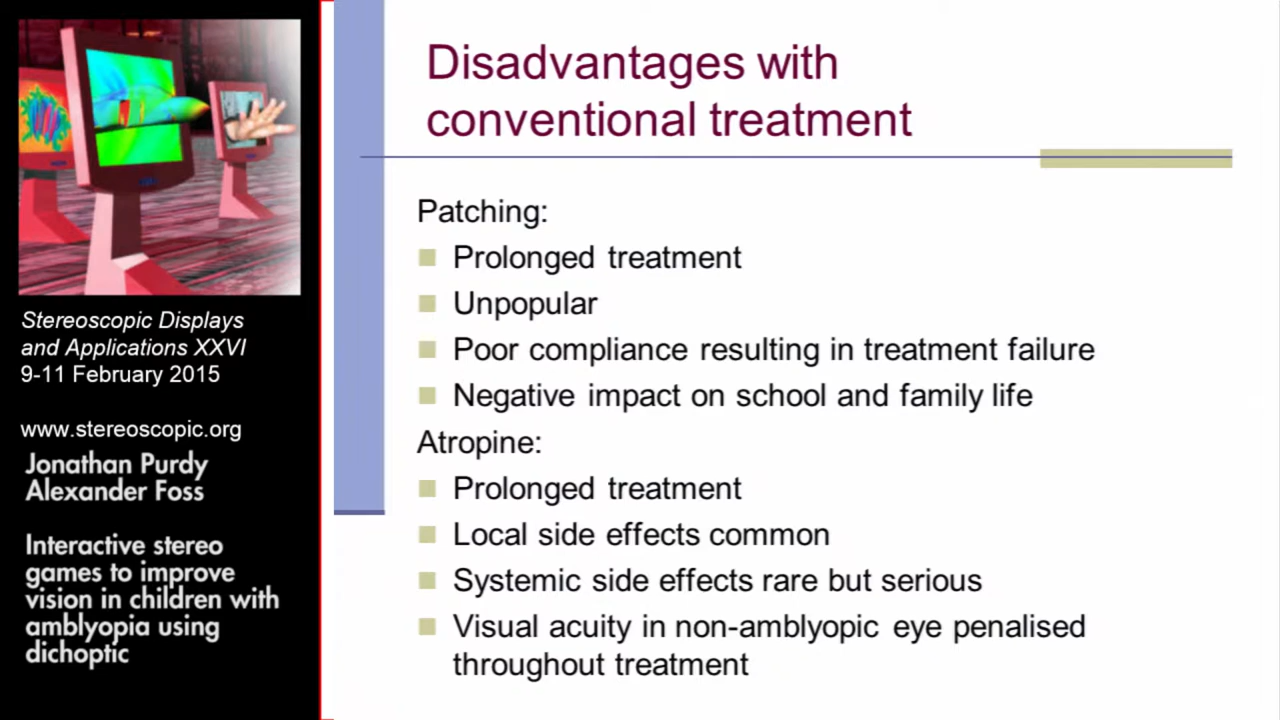 Disadvantages with
conventional treatment
Patching:
Prolonged treatment
Unpopular
Poor compliance resulting in treatment failure
Negative impact on school and family life
Atropine:
Prolonged treatment
Local side effects common
Systemic side effects rare but serious
Visual acuity in non-amblyopic eye penalised
throughout treatment
Stereoscopic Displays
and Applications XXVI
9-11 February 2015
www.stereoscopic.org
Jonathan Purdy
Alexander Foss
Interactive stereo
games to improve
vision in children with
amblyopia using
dichoptic